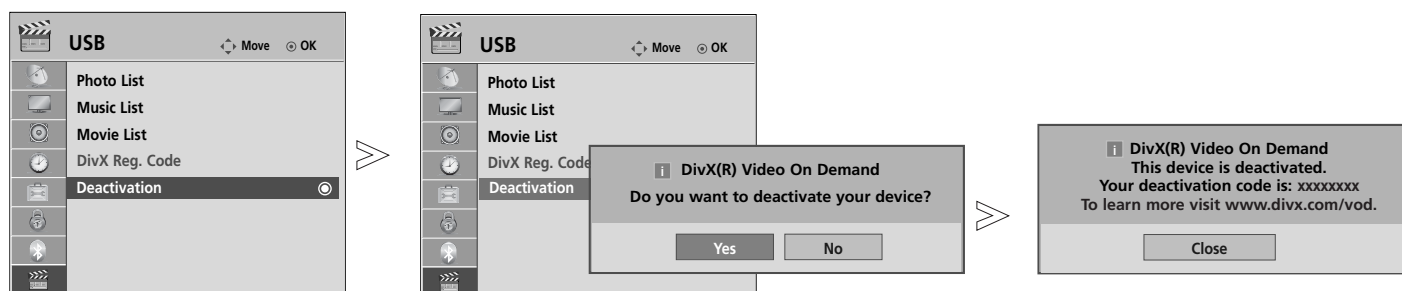 USB
Move
OK
Photo List
Music List
Movie List
DivX Reg. Code
Deactivation
USB
Move
OK
Photo List
Music List
Movie List
DivX Reg. Code
Deactivation
i DivX(R) Video On Demand
Do you want to deactivate your device?
Yes
No
i DivX(R) Video On Demand
This device is deactivated.
Your deactivation code is: xxxxxxxx
To learn more visit www.divx.com/vod.
Close